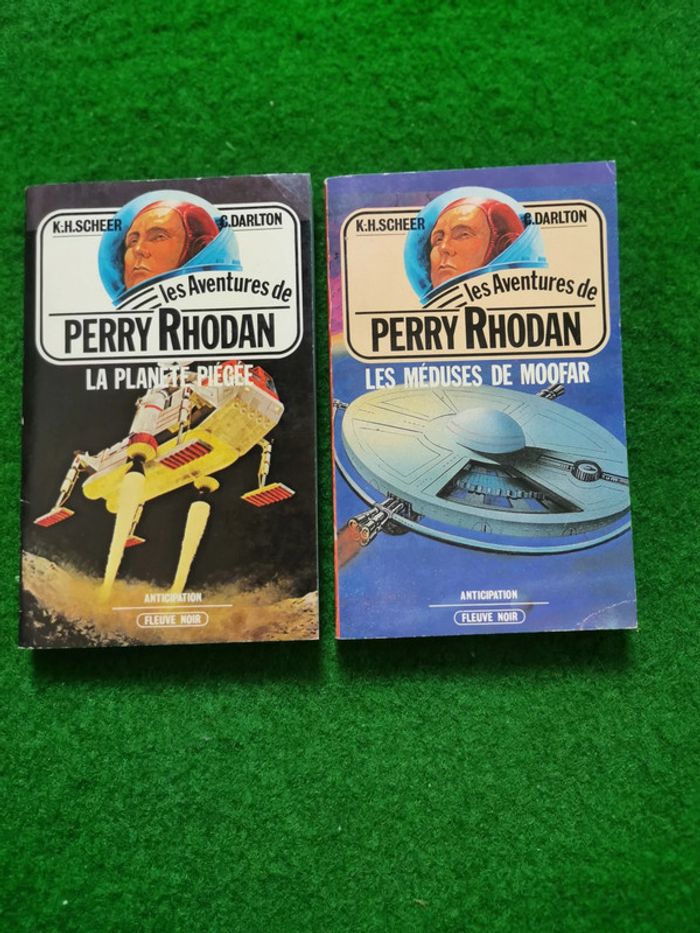 K.H.SCHEER C.DARLTON
les Aventures de
PERRY RHODAN
LA PLANÈTE PIÉGÉE
ANTICIPATION
FLEUVE NOIR
K.H.SCHEER C.DARLTON
les Aventures de
PERRY RHODAN
LES MÉDUSES DE MOOFAR
ANTICIPATION
FLEUVE NOIR